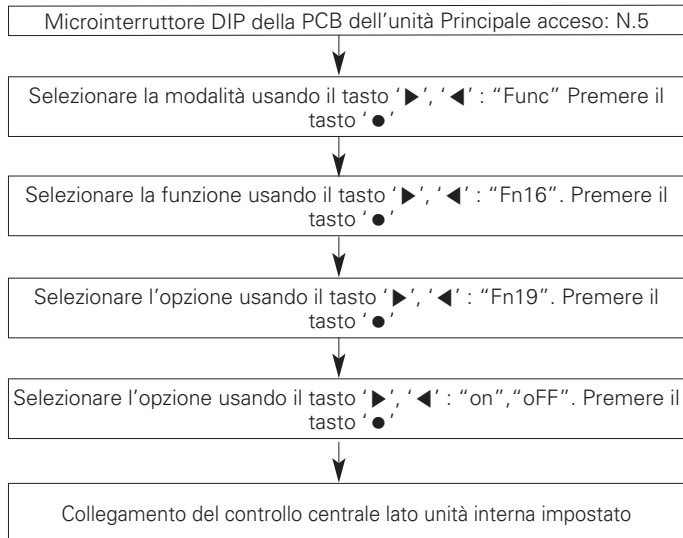 Microinterruttore DIP della PCB dell'unità Principale acceso: N.5
Selezionare la modalità usando il tasto ‘▶’, ‘◀’ : “Func” Premere il
tasto ‘●’
Selezionare la funzione usando il tasto ‘▶’, ‘◀’ : “Fn16”. Premere il
tasto ‘●’
Selezionare l'opzione usando il tasto ‘▶’, ‘◀’ : “Fn19”. Premere il
tasto ‘●’
Selezionare l'opzione usando il tasto ‘▶’, ‘◀’ : “on”,“oFF”. Premere il
tasto ‘●’
Collegamento del controllo centrale lato unità interna impostato